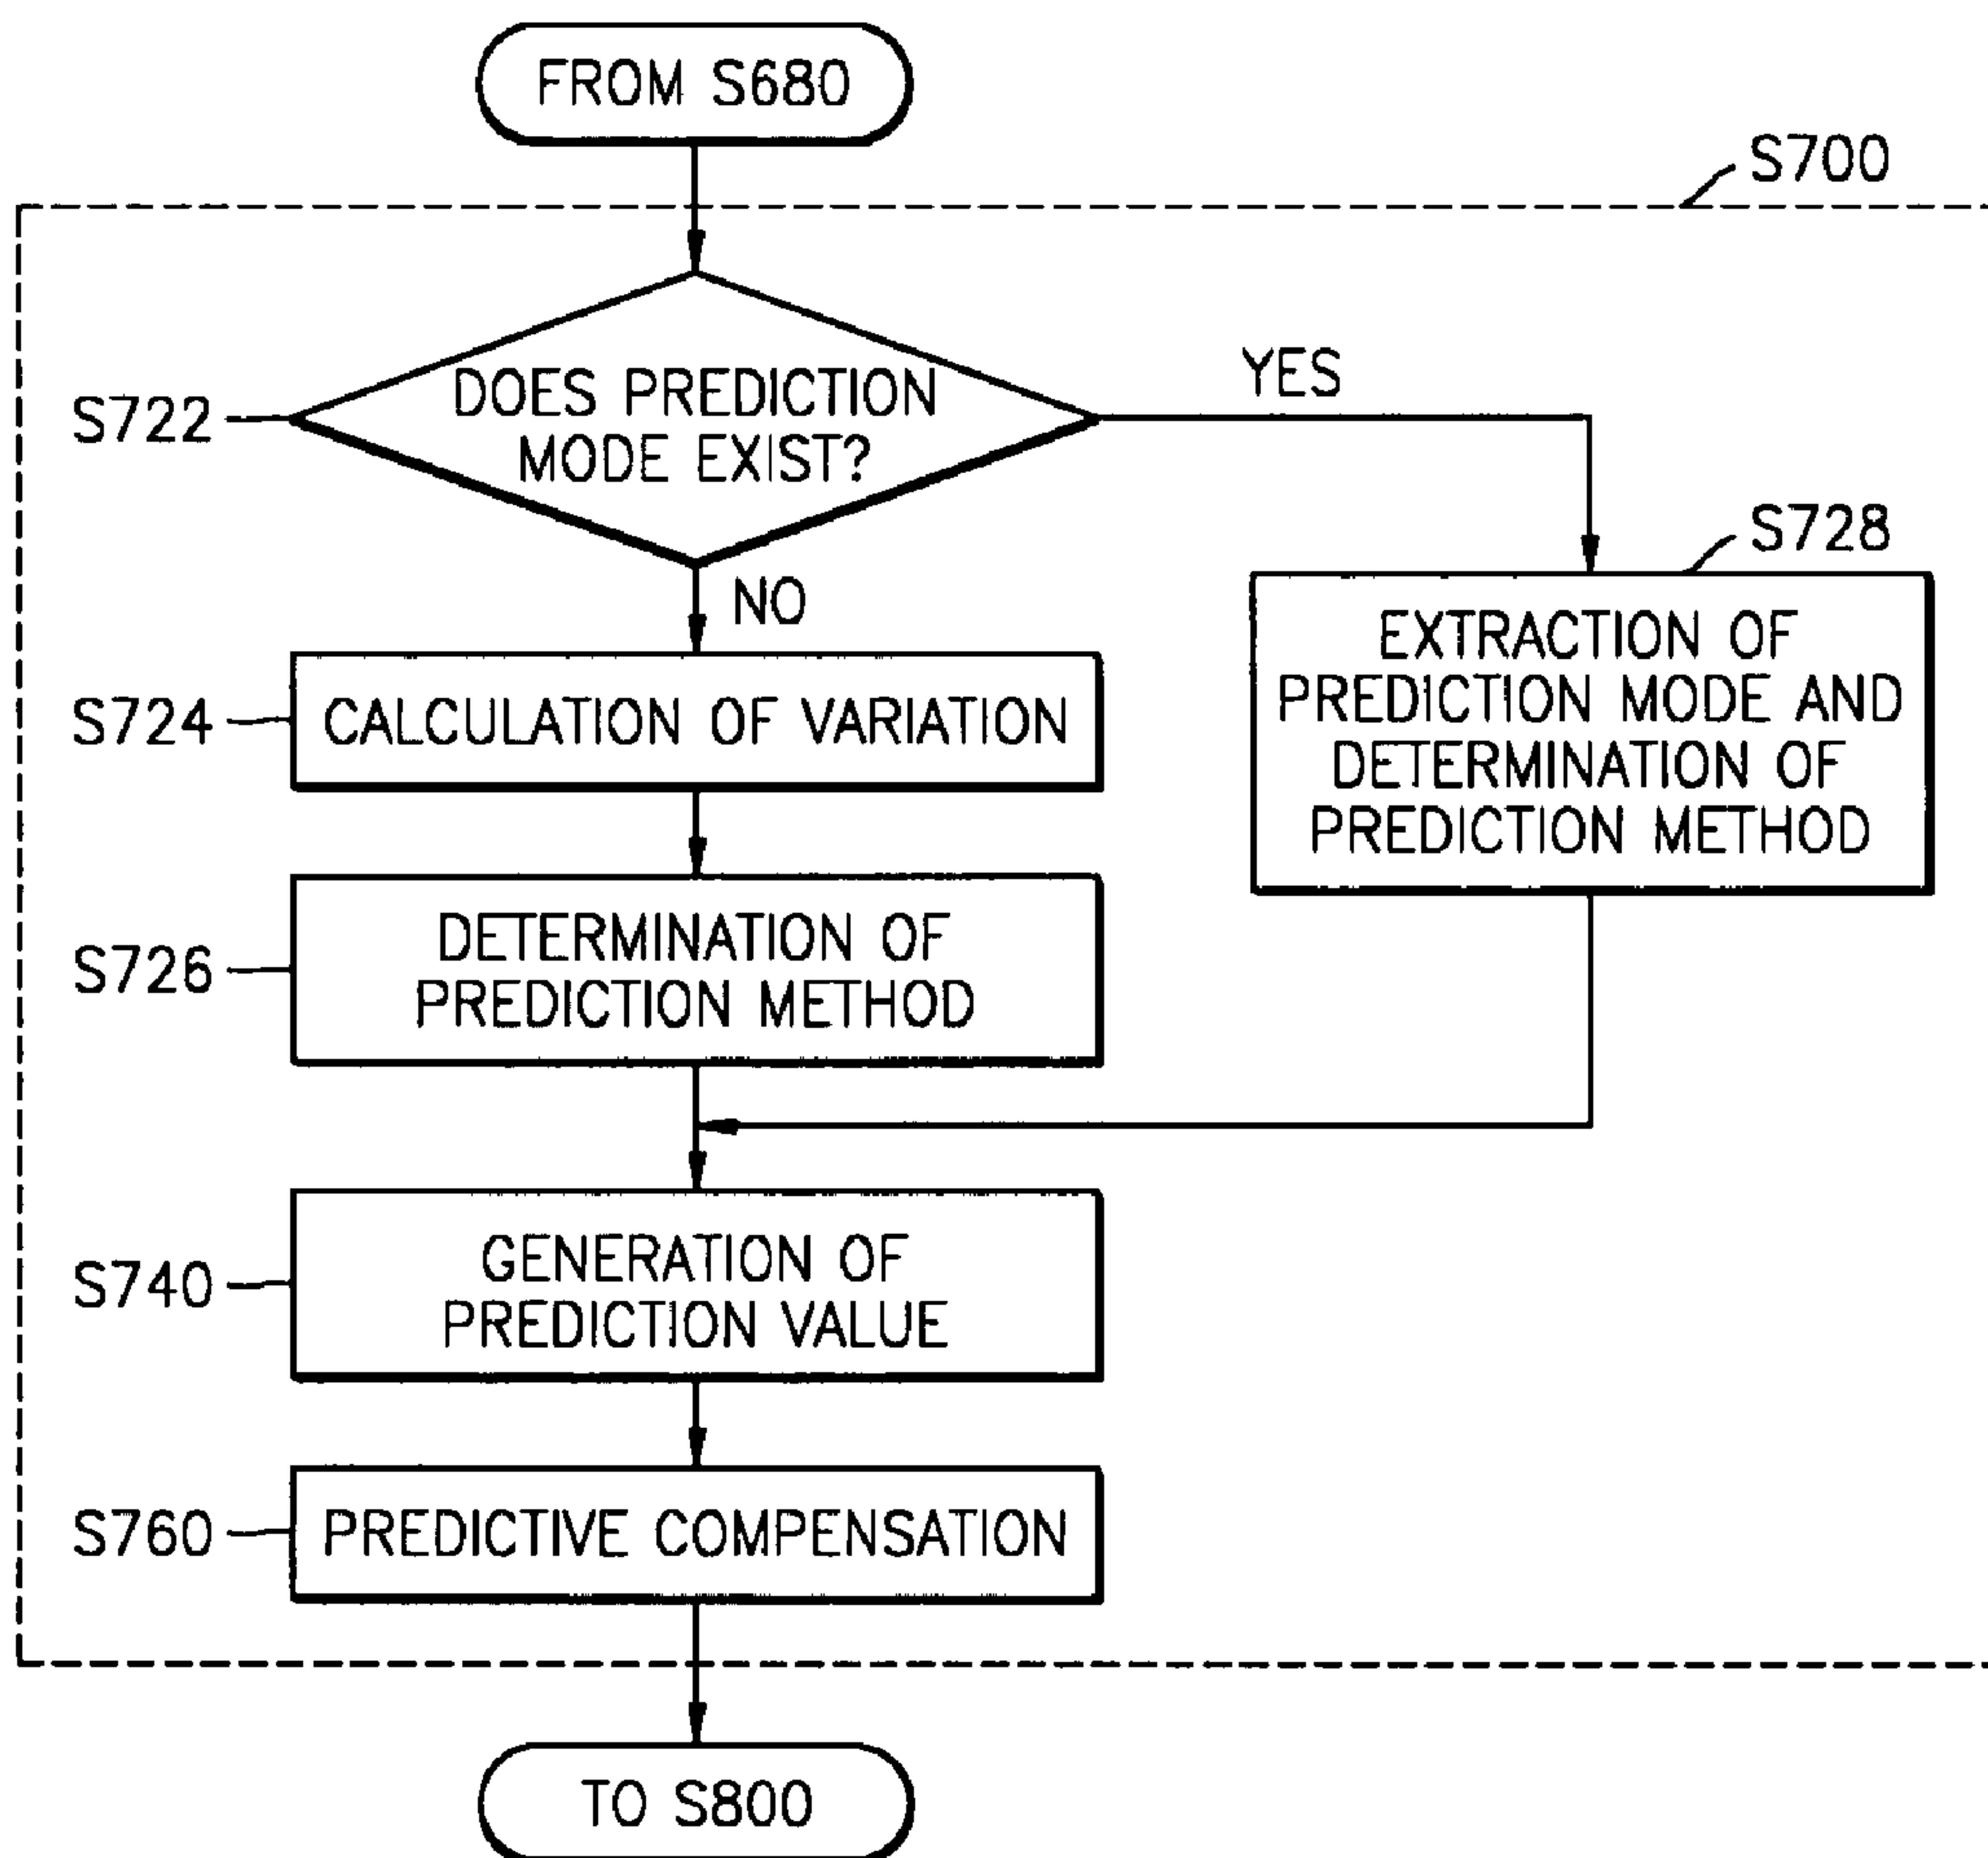 FROM S680
S700
S722
DOES PREDICTION
MODE EXIST?
YES
NO
S728
EXTRACTION OF
PREDICTION MODE AND
DETERMINATION OF
PREDICTION METHOD
S724
CALCULATION OF VARIATION
S726
DETERMINATION OF
PREDICTION METHOD
S740
GENERATION OF
PREDICTION VALUE
S760
PREDICTIVE COMPENSATION
TO S800